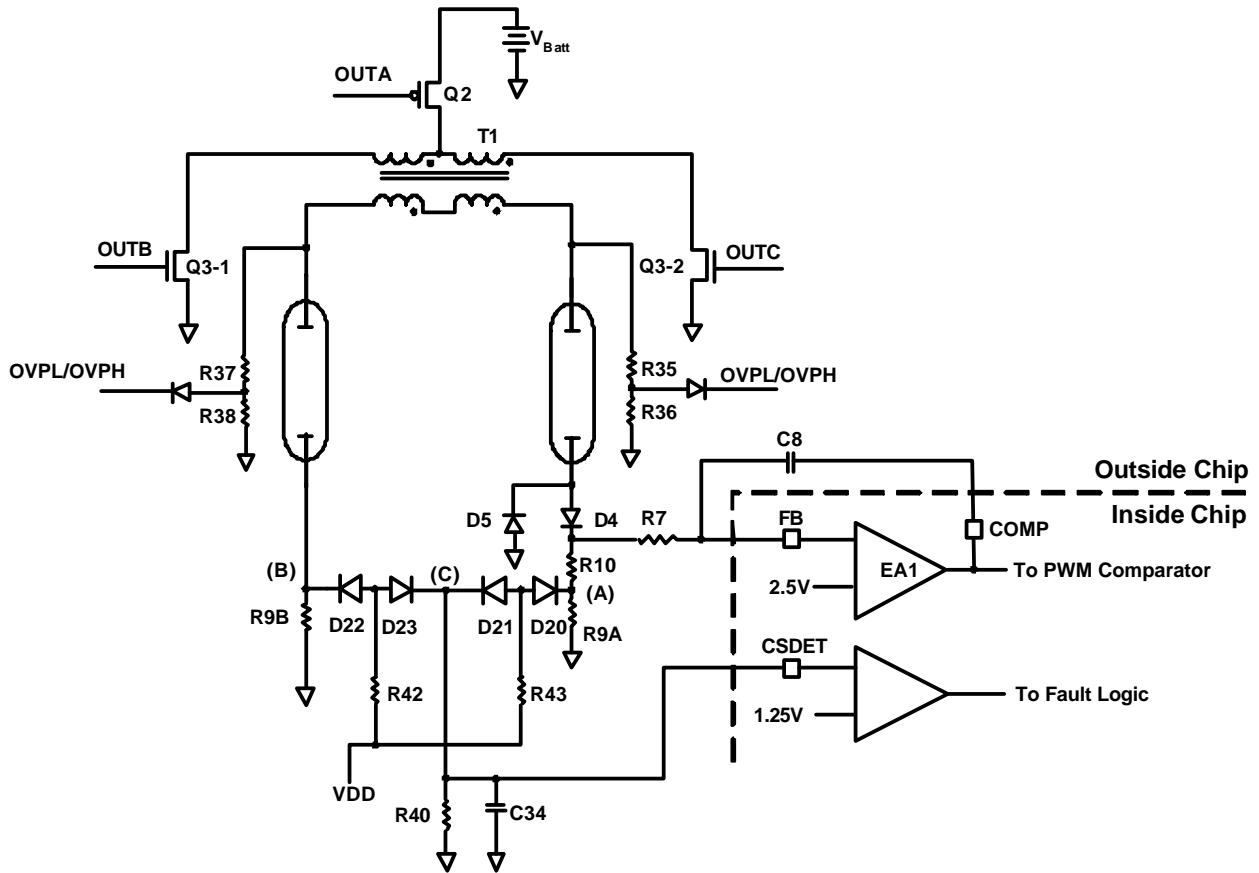 V_Batt
OUTA
Q2
T1
OUTB
Q3-1
Q3-2
OUTC
OVPL/OVPH
R37
R38
R35
R36
OVPL/OVPH
C8
Outside Chip
Inside Chip
D5
D4
R7
FB
COMP
EA1
To PWM Comparator
2.5V
(B)
(C)
R10
(A)
R9B
D22
D23
D21
D20
R9A
CSDET
R42
R43
1.25V
To Fault Logic
VDD
R40
C34